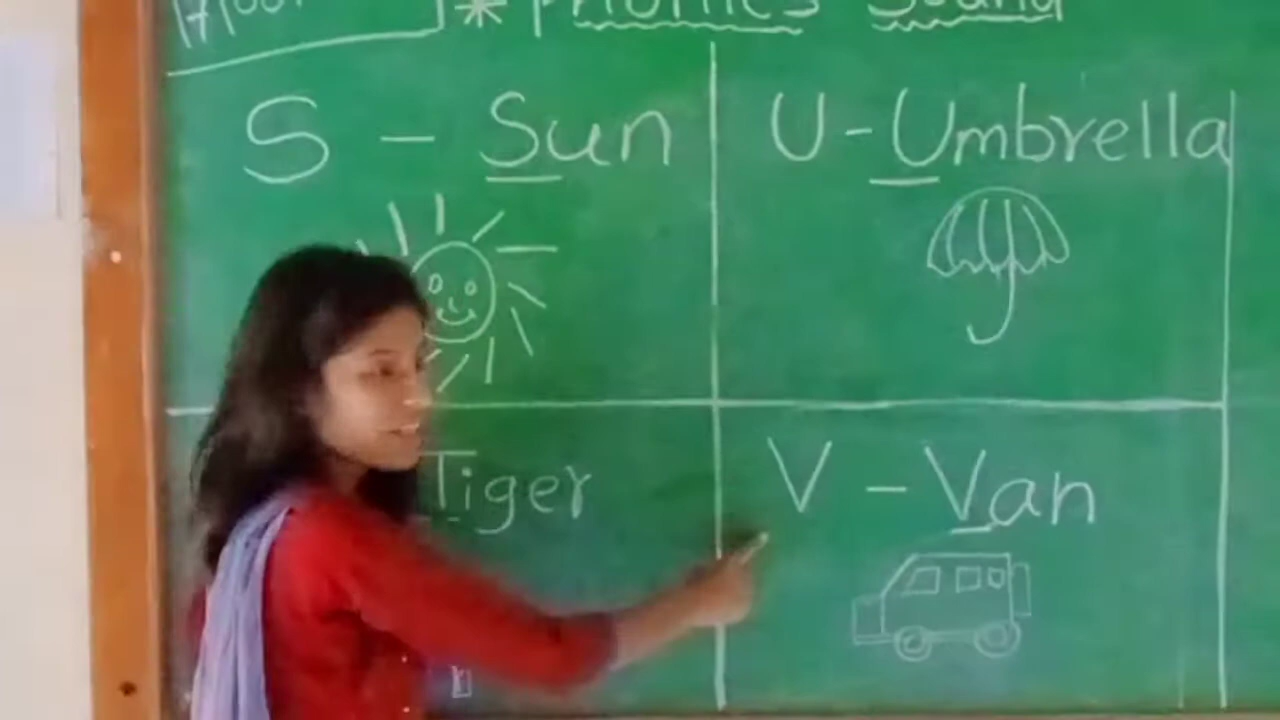 * Phonics Sound
S - Sun
U - Umbrella
Tiger
V - Van